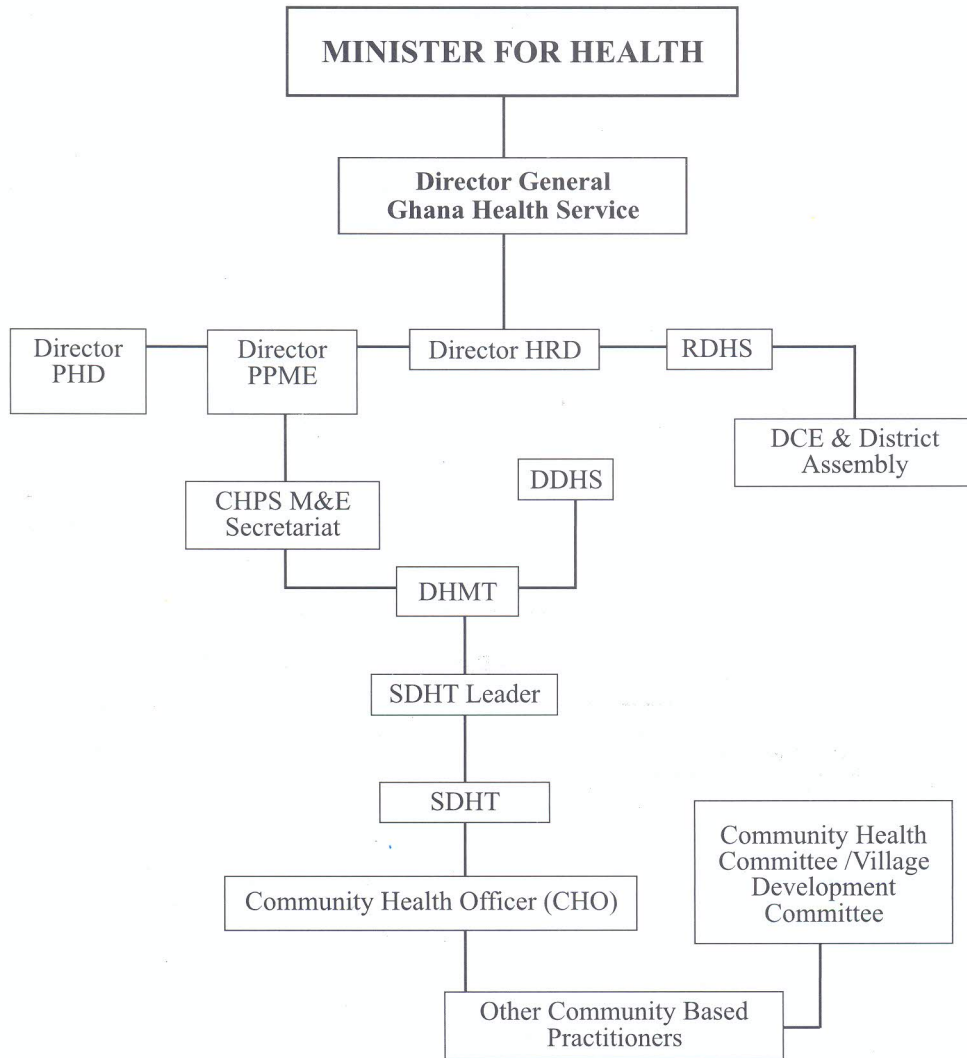 MINISTER FOR HEALTH
Director General
Ghana Health Service
Director
PHD
Director
PPME
Director HRD
RDHS
DCE & District
Assembly
DDHS
CHPS M&E
Secretariat
DHMT
SDHT Leader
SDHT
Community Health
Committee /Village
Development
Committee
Community Health Officer (CHO)
Other Community Based
Practitioners